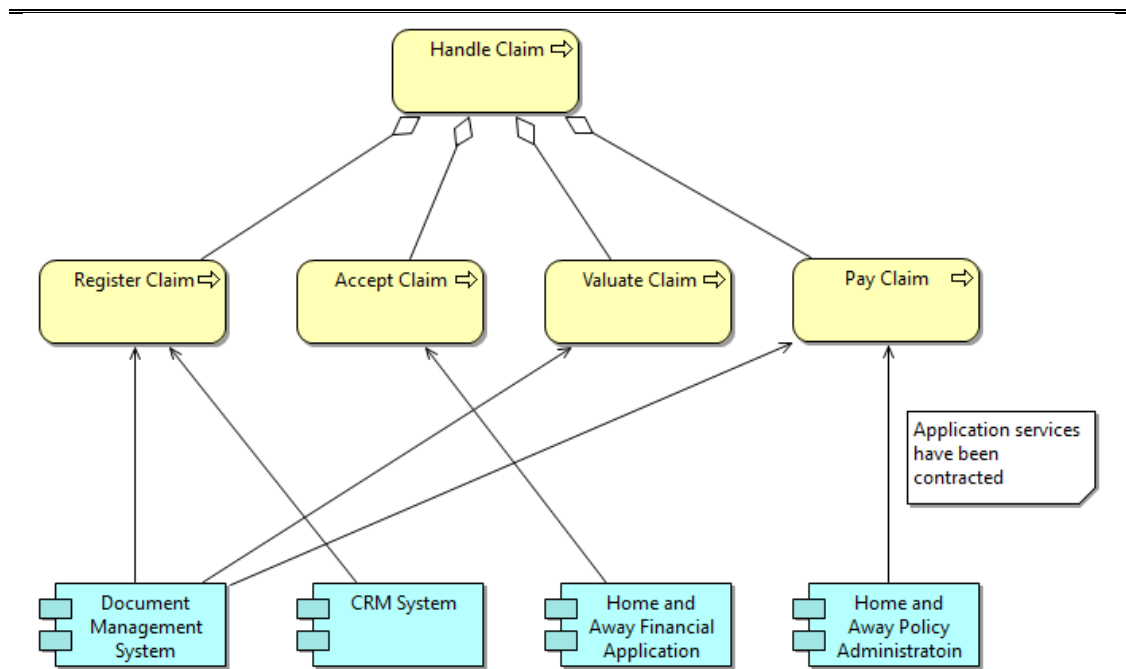 Handle Claim
Register Claim
Accept Claim
Valuate Claim
Pay Claim
Application services
have been
contracted
Document
Management
System
CRM System
Home and
Away Financial
Application
Home and
Away Policy
Administratoin